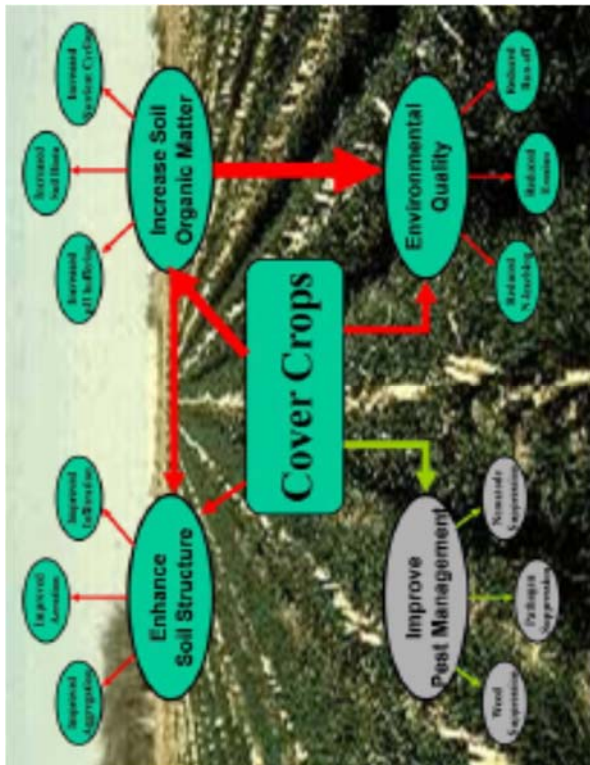 Improved
Aggregation
Improved
Aeration
Improved
Infiltration
Increased
pH buffering
Increased
Soil Biota
Increased
Nutrient Cycling
Enhance
Soil Structure
Increase Soil
Organic Matter
Cover Crops
Improve
Pest Management
Environmental
Quality
Weed
Suppression
Pathogen
Suppression
Nematode
Suppression
Reduced
N-leaching
Reduced
Erosion
Reduced
Run-off